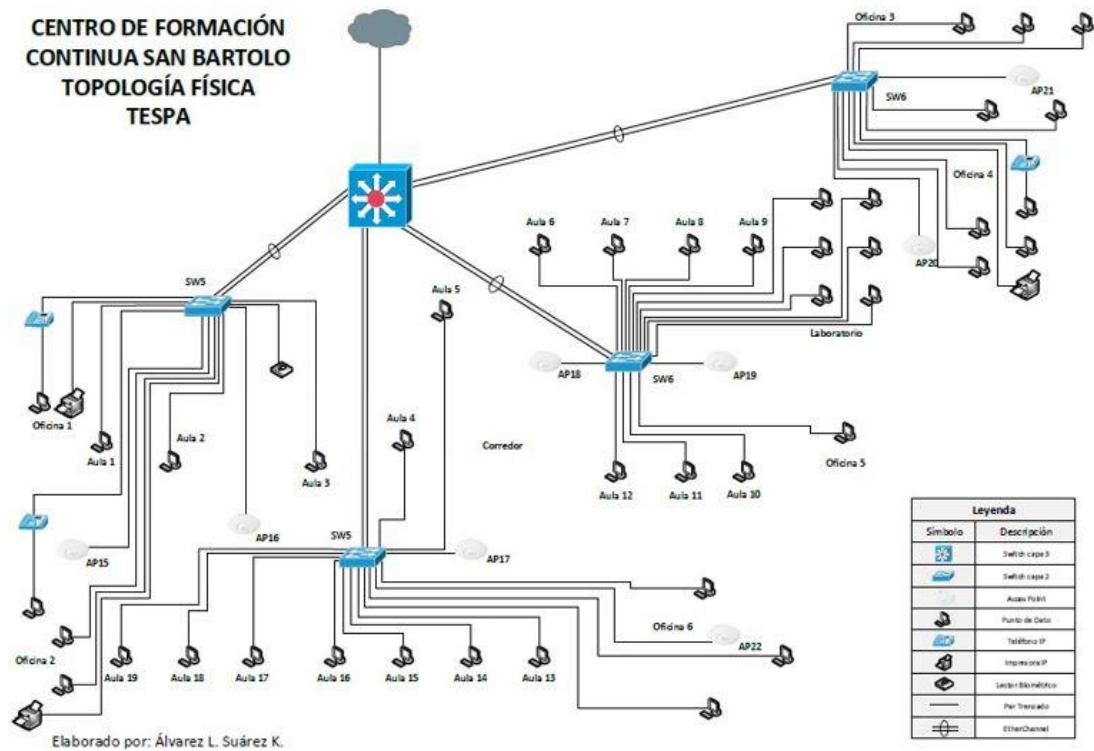 CENTRO DE FORMACIÓN
CONTINUA SAN BARTOLO
TOPOLOGÍA FÍSICA
TESPA
Oficina 3
SW6
AP21
Oficina 4
AP20
Aula 6
Aula 7
Aula 8
Aula 9
SW5
Aula 5
Laboratorio
AP18
SW6
AP19
Oficina 1
Aula 1
Aula 2
Aula 3
Aula 4
Corredor
Oficina 5
Aula 12
Aula 11
Aula 10
AP15
AP16
SW5
AP17
Oficina 6
AP22
Oficina 2
Aula 19
Aula 18
Aula 17
Aula 16
Aula 15
Aula 14
Aula 13
Leyenda
Símbolo
Descripción
Switch capa 3
Switch capa 2
Access Point
Punto de Dato
Teléfono IP
Impresora IP
Lector Biométrico
Par Trenzado
EtherChannel
Elaborado por: Álvarez L. Suárez K.